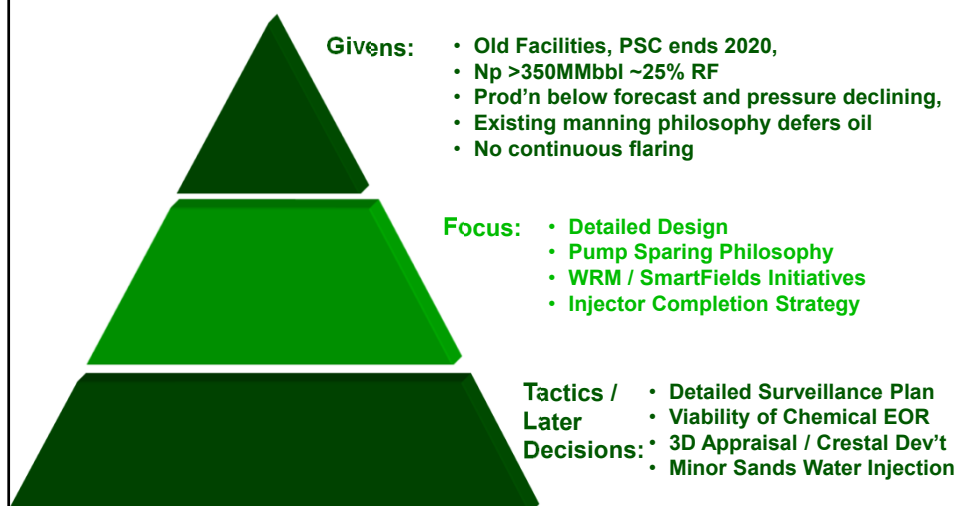 Givens:
• Old Facilities, PSC ends 2020,
• Np >350MMbbl ~25% RF
• Prod'n below forecast and pressure declining,
• Existing manning philosophy defers oil
• No continuous flaring
Focus:
• Detailed Design
• Pump Sparing Philosophy
• WRM / SmartFields Initiatives
• Injector Completion Strategy
Tactics /
Later
Decisions:
• Detailed Surveillance Plan
• Viability of Chemical EOR
• 3D Appraisal / Crestal Dev't
• Minor Sands Water Injection